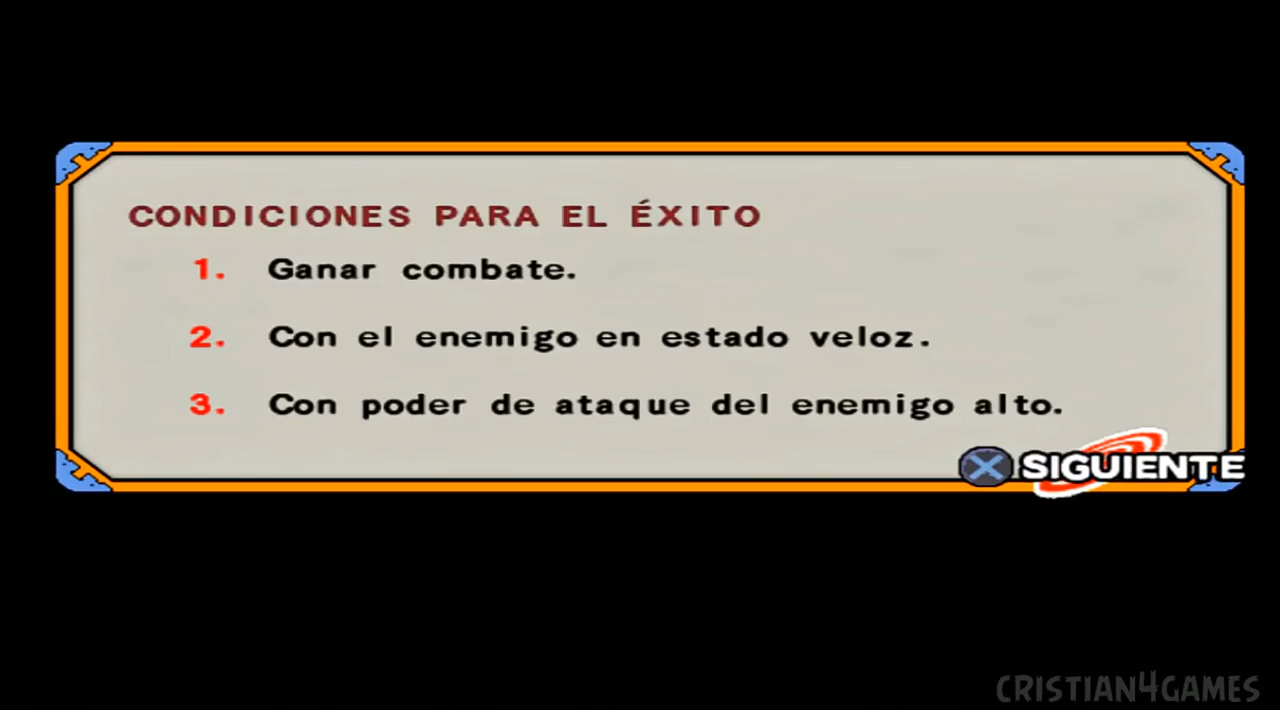 CONDICIONES PARA EL ÉXITO
1. Ganar combate.
2. Con el enemigo en estado veloz.
3. Con poder de ataque del enemigo alto.
SIGUIENTE
CRISTIAN4GAMES